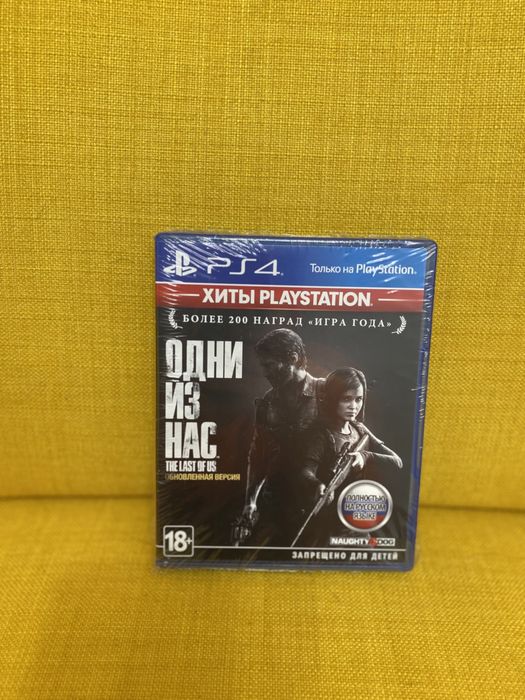 PS4
Только на PlayStation®
ХИТЫ PLAYSTATION®
БОЛЕЕ 200 НАГРАД «ИГРА ГОДА»
ОДНИ
ИЗ
НАС
THE LAST OF US
ОБНОВЛЕННАЯ ВЕРСИЯ
ПОЛНОСТЬЮ
НА РУССКОМ
ЯЗЫКЕ
NAUGHTY DOG
18+
ЗАПРЕЩЕНО ДЛЯ ДЕТЕЙ